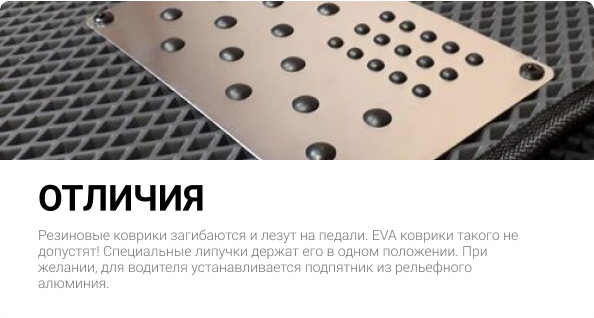 ОТЛИЧИЯ
Резиновые коврики загибаются и лезут на педали. EVA коврики такого не
допустят! Специальные липучки держат его в одном положении. При
желании, для водителя устанавливается подпятник из рельефного
алюминия.